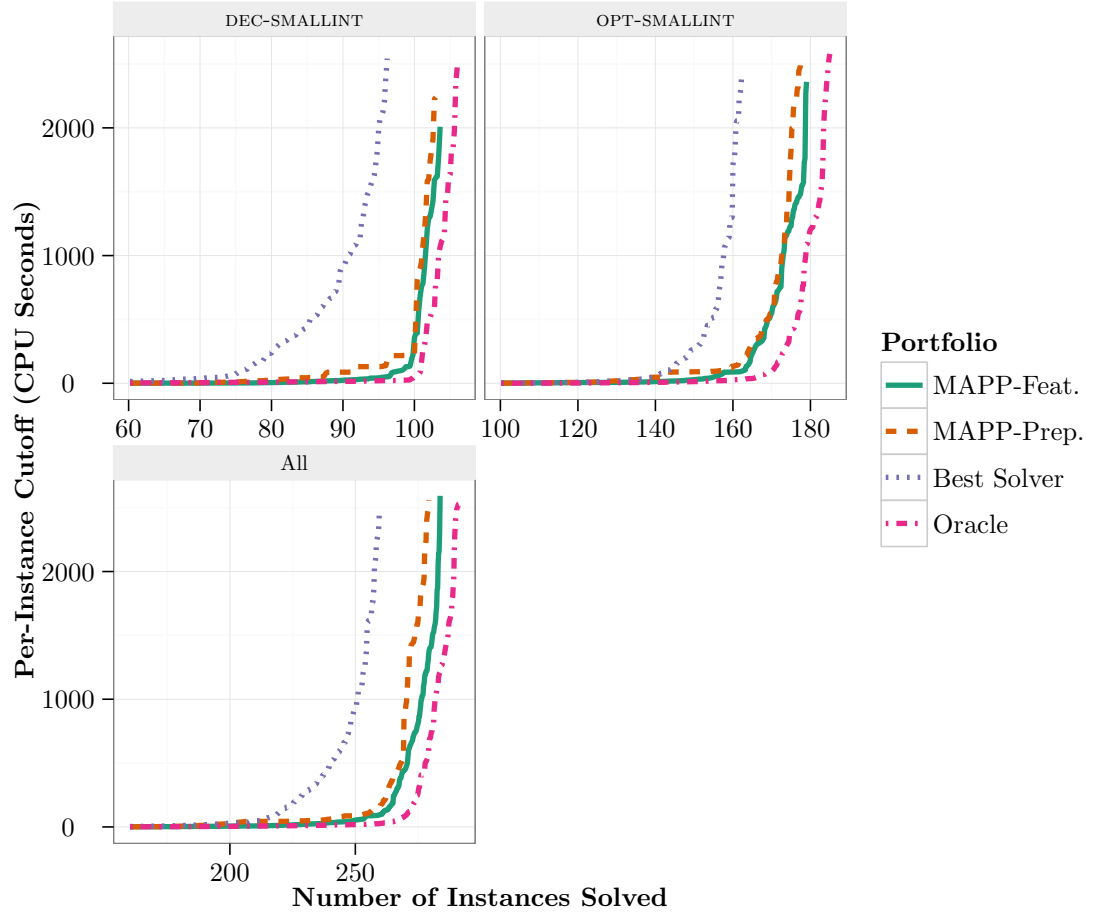 DEC-SMALLINT
OPT-SMALLINT
2000
1000
0
60
70
80
90
100
100
120
140
160
180
All
2000
1000
0
200
250
Per-Instance Cutoff (CPU Seconds)
Number of Instances Solved
Portfolio
MAPP-Feat.
MAPP-Prep.
Best Solver
Oracle